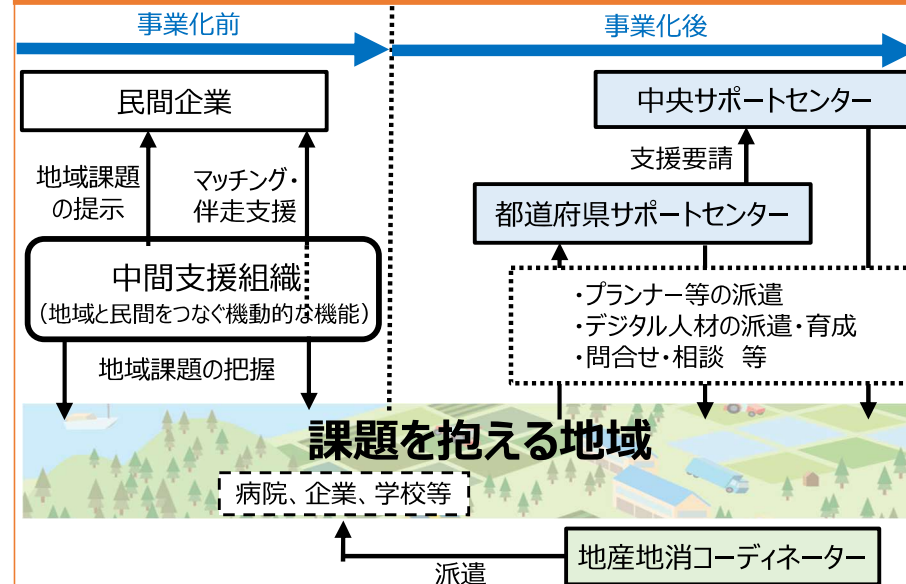 事業化前
事業化後
民間企業
中央サポートセンター
地域課題
の提示
マッチング・
伴走支援
支援要請
都道府県サポートセンター
中間支援組織
（地域と民間をつなぐ機動的な機能）
・プランナー等の派遣
・デジタル人材の派遣・育成
・問合せ・相談 等
地域課題の把握
課題を抱える地域
病院、企業、学校等
地産地消コーディネーター
派遣